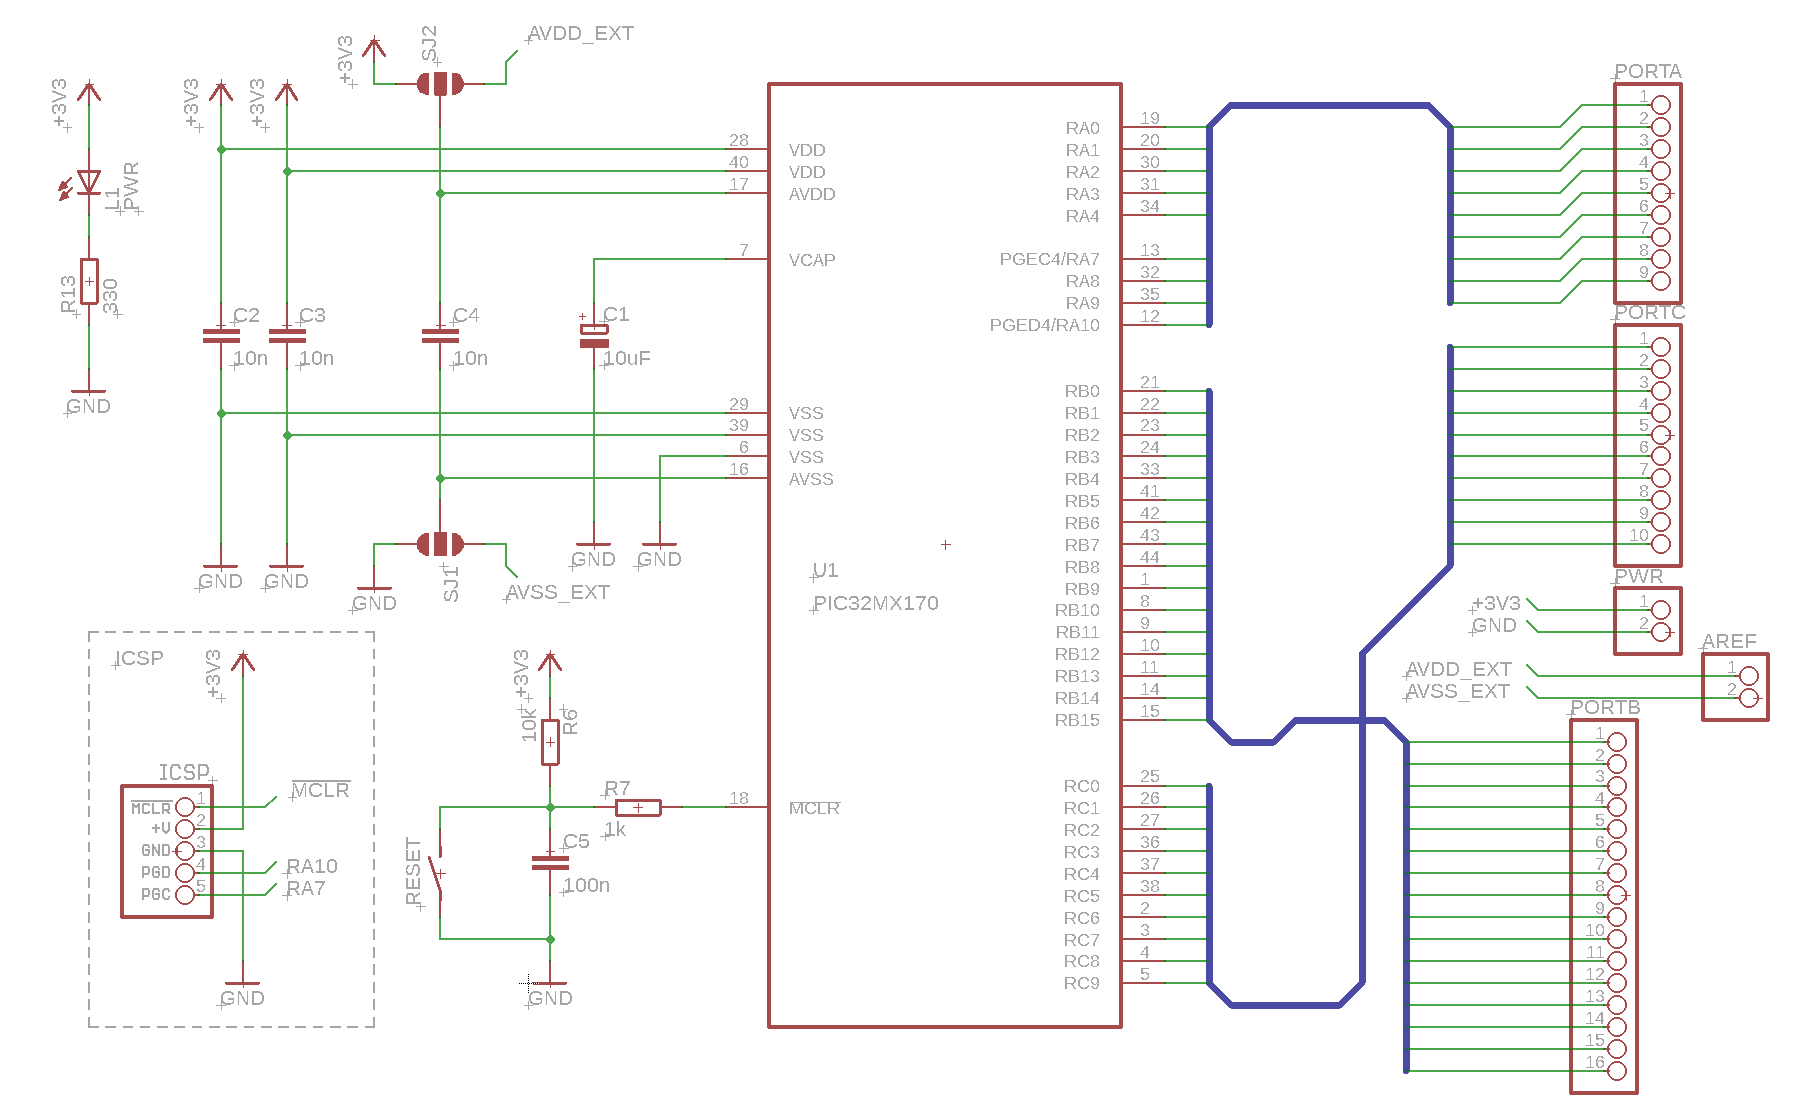 +3V3
L1
PWR
R13
330
GND
+3V3
+3V3
C2
10n
C3
10n
GND
GND
+3V3
SJ2
AVDD_EXT
C4
10n
C1
+
10uF
GND
SJ1
AVSS_EXT
GND
GND
28 VDD
40 VDD
17 AVDD
7 VCAP
29 VSS
39 VSS
6 VSS
16 AVSS
18 MCLR
U1
PIC32MX170
RA0 19
RA1 20
RA2 30
RA3 31
RA4 34
PGEC4/RA7 13
RA8 32
RA9 35
PGED4/RA10 12
RB0 21
RB1 22
RB2 23
RB3 24
RB4 33
RB5 41
RB6 42
RB7 43
RB8 44
RB9 1
RB10 8
RB11 9
RB12 10
RB13 11
RB14 14
RB15 15
RC0 25
RC1 26
RC2 27
RC3 36
RC4 37
RC5 38
RC6 2
RC7 3
RC8 4
RC9 5
ICSP
+3V3
ICSP
MCLR 1 MCLR
+V 2
GND 3
PGD 4 RA10
PGC 5 RA7
GND
+3V3
10k
R6
R7
1k
RESET
C5
100n
GND
PORTA
1
2
3
4
5
6
7
8
9
PORTC
1
2
3
4
5
6
7
8
9
10
PWR
+3V3 1
GND 2
AREF
AVDD_EXT 1
AVSS_EXT 2
PORTB
1
2
3
4
5
6
7
8
9
10
11
12
13
14
15
16